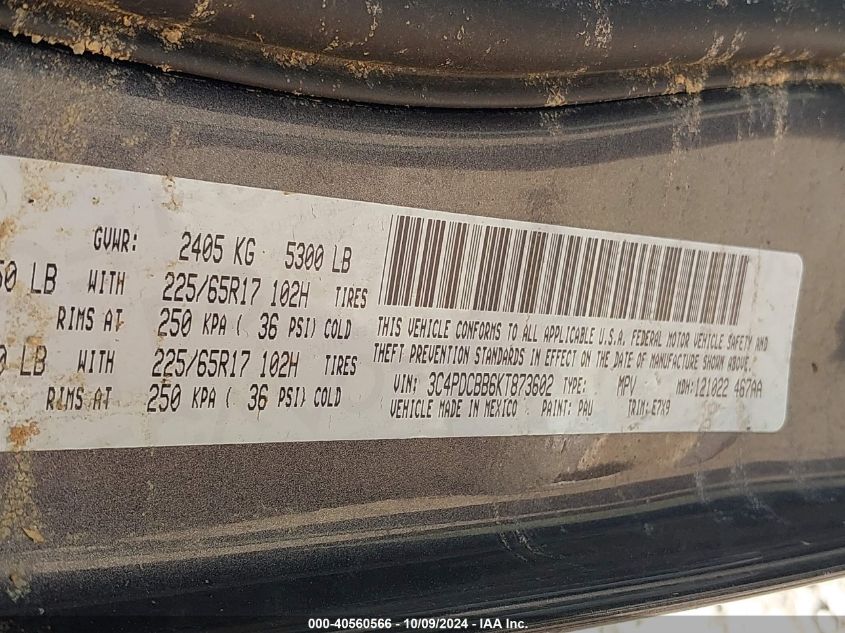 GVWR: 2405 KG 5300 LB
50 LB WITH 225/65R17 102H TIRES
RIMS AT 250 KPA ( 36 PSI) COLD
0 LB WITH 225/65R17 102H TIRES
RIMS AT 250 KPA ( 36 PSI) COLD
THIS VEHICLE CONFORMS TO ALL APPLICABLE U.S.A. FEDERAL MOTOR VEHICLE SAFETY AND
THEFT PREVENTION STANDARDS IN EFFECT ON THE DATE OF MANUFACTURE SHOWN ABOVE.
VIN: 3C4PDCBB6KT873602 TYPE: MPV MDH:121022 467AA
VEHICLE MADE IN MEXICO PAINT: PAU TRIM: E7X9
000-40560566 - 10/09/2024 - IAA Inc.